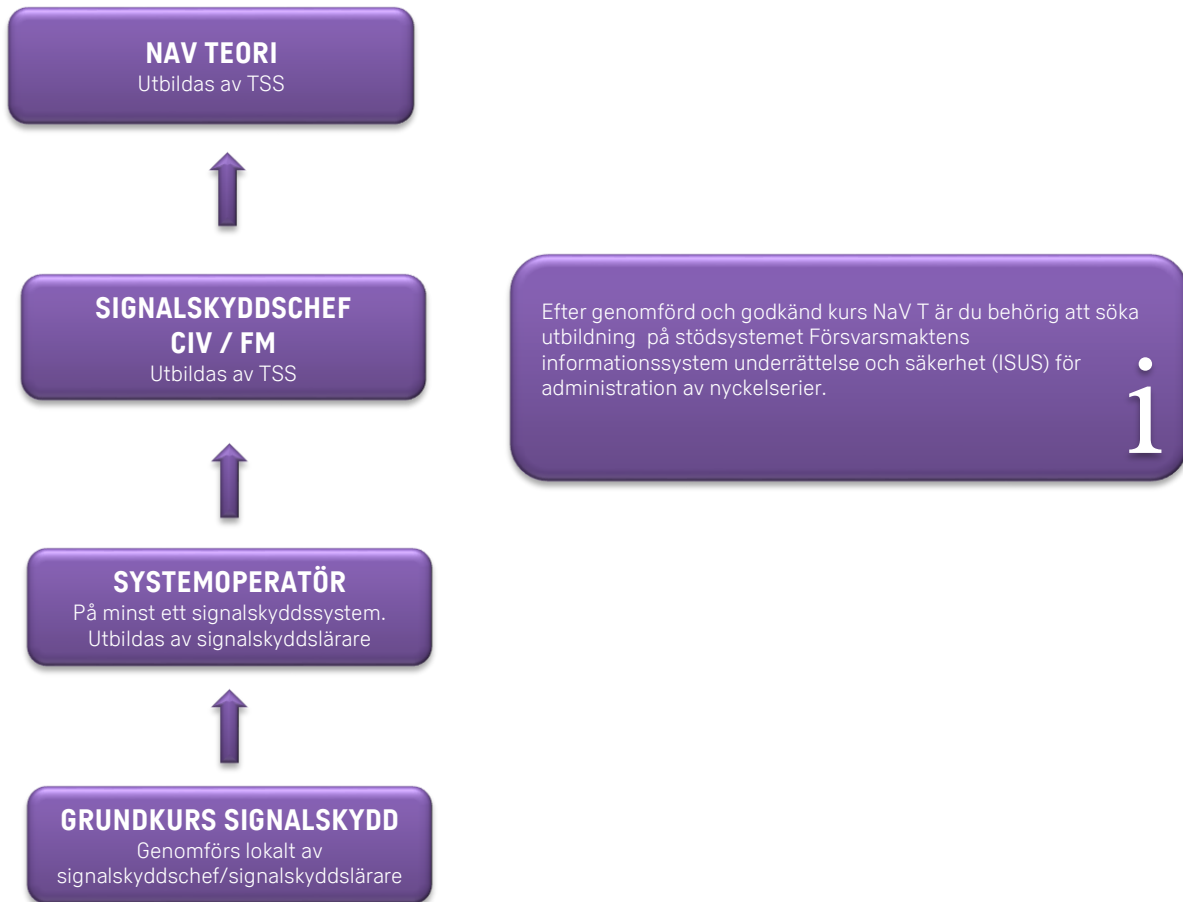 NAV TEORI
Utbildas av TSS
SIGNALSKYDDSCHEF
CIV / FM
Utbildas av TSS
Efter genomförd och godkänd kurs NaV T är du behörig att söka
utbildning  på stödsystemet Försvarsmaktens
informationssystem underrättelse och säkerhet (ISUS) för
administration av nyckelserier.
i
SYSTEMOPERATÖR
På minst ett signalskyddssystem.
Utbildas av signalskyddslärare
GRUNDKURS SIGNALSKYDD
Genomförs lokalt av
signalskyddschef/signalskyddslärare